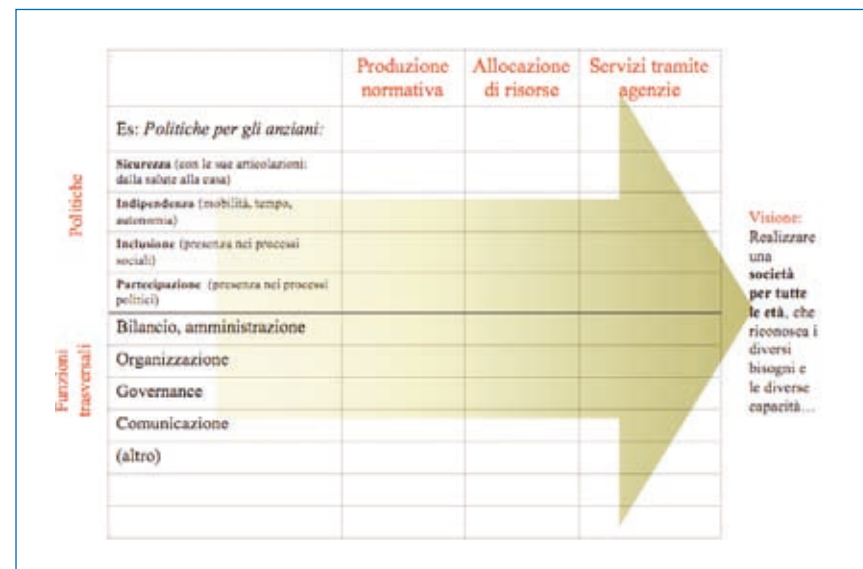 Produzione
normativa
Allocazione
di risorse
Servizi tramite
agenzie
Politiche
Es: Politiche per gli anziani:
Sicurezza (con le sue articolazioni:
dalla salute alla casa)
Indipendenza (mobilità, tempo,
autonomia)
Inclusione (presenza nei processi
sociali)
Partecipazione (presenza nei processi
politici)
Funzioni
trasversali
Bilancio, amministrazione
Organizzazione
Governance
Comunicazione
(altro)
Visione:
Realizzare
una
società
per tutte
le età, che
riconosca i
diversi
bisogni e
le diverse
capacità...